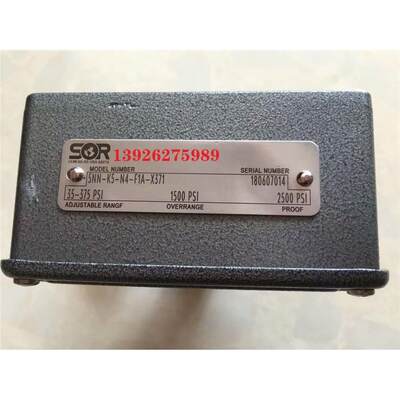 SOR
13926275989
MODEL NUMBER SERIAL NUMBER
5NN-K5-N4-F1A-X371 180607014
35-375 PSI 1500 PSI 2500 PSI
ADJUSTABLE RANGE OVERRANGE PROOF